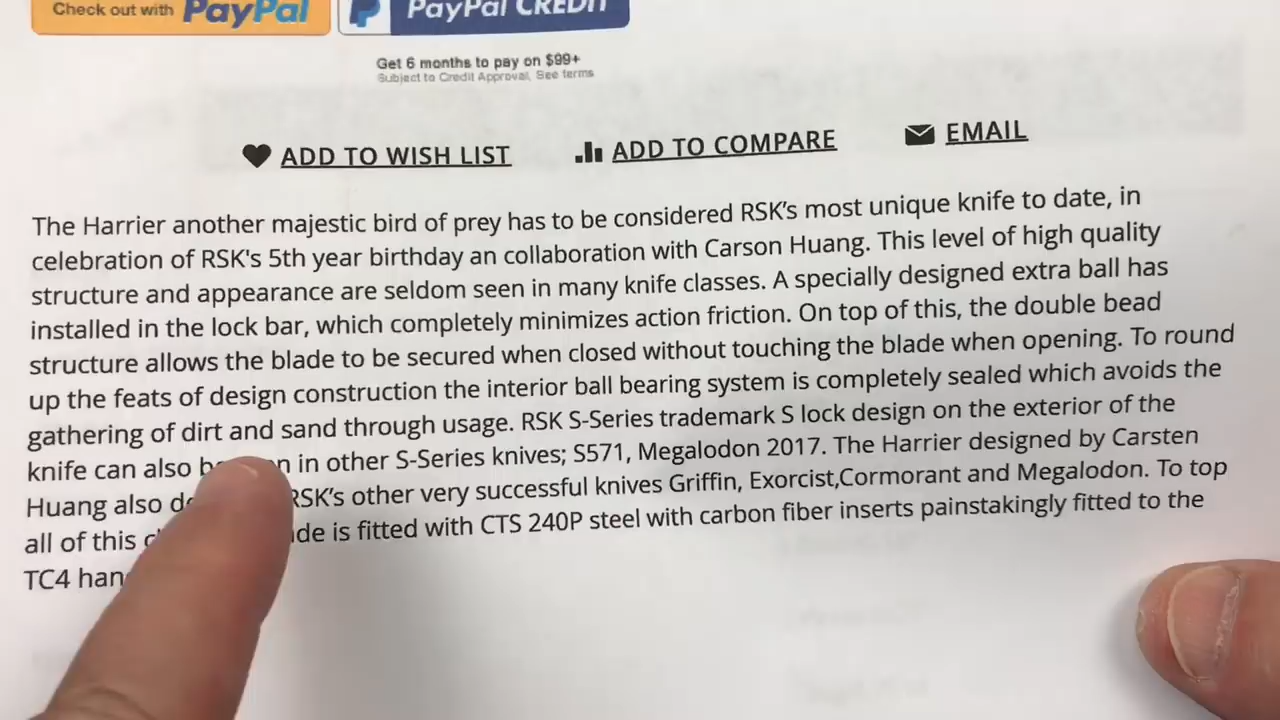 Check out with PayPal
PayPal CREDIT
Get 6 months to pay on $99+
Subject to Credit Approval, See terms
ADD TO WISH LIST
ADD TO COMPARE
EMAIL
The Harrier another majestic bird of prey has to be considered RSK's most unique knife to date, in
celebration of RSK's 5th year birthday an collaboration with Carson Huang. This level of high quality
structure and appearance are seldom seen in many knife classes. A specially designed extra ball has
installed in the lock bar, which completely minimizes action friction. On top of this, the double bead
structure allows the blade to be secured when closed without touching the blade when opening. To round
up the feats of design construction the interior ball bearing system is completely sealed which avoids the
gathering of dirt and sand through usage. RSK S-Series trademark S lock design on the exterior of the
knife can also in other S-Series knives; S571, Megalodon 2017. The Harrier designed by Carsten
Huang also RSK's other very successful knives Griffin, Exorcist,Cormorant and Megalodon. To top
all of this is fitted with CTS 240P steel with carbon fiber inserts painstakingly fitted to the
TC4